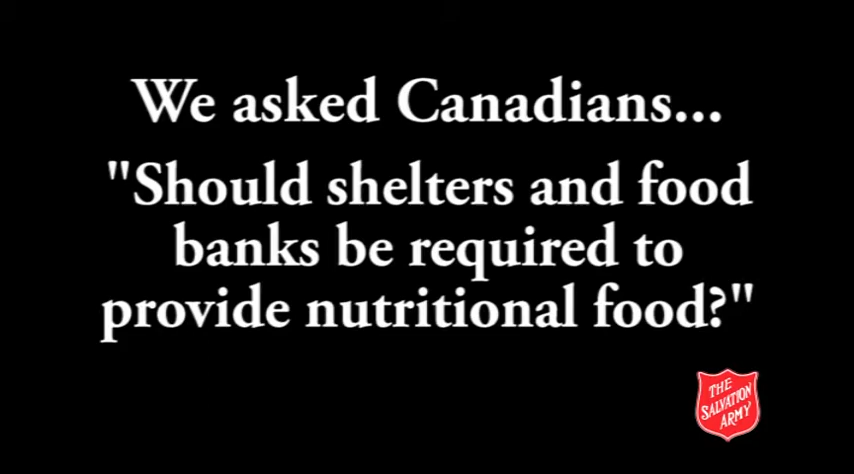 We asked Canadians...
"Should shelters and food
banks be required to
provide nutritional food?"
THE
SALVATION
ARMY